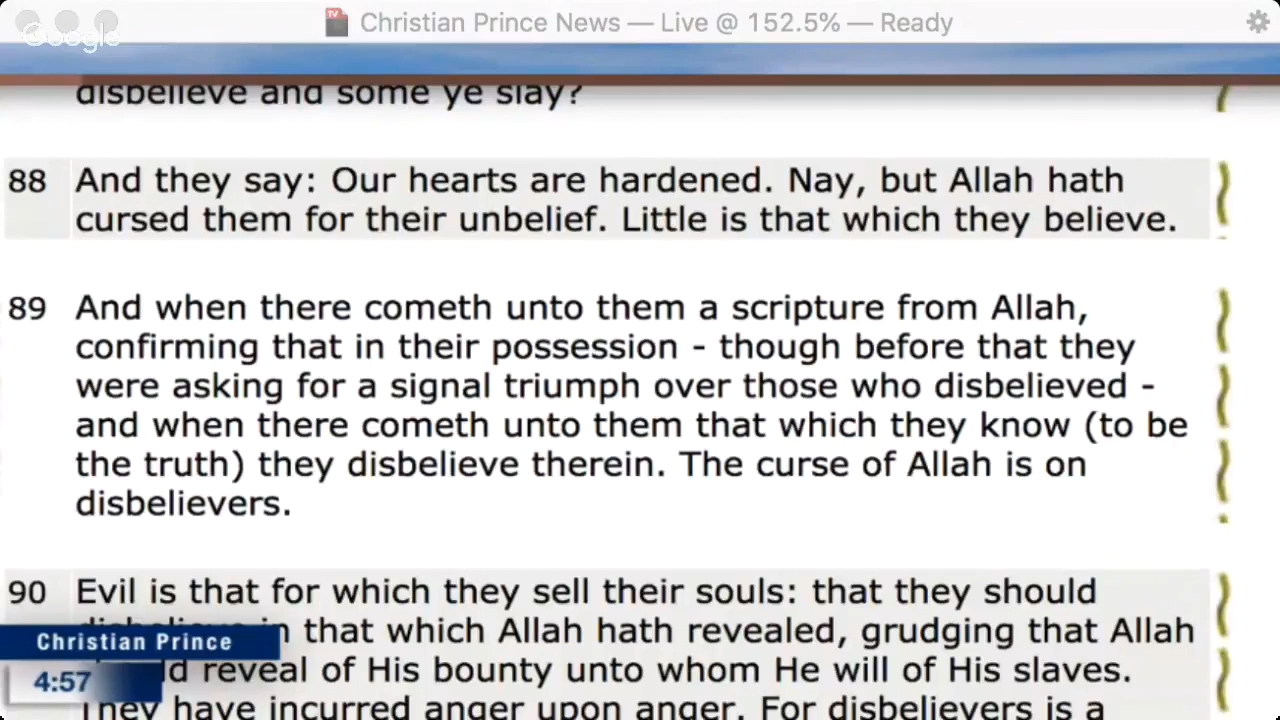 Christian Prince News — Live @ 152.5% — Ready
Google
TV
disbelieve and some ye slay?
88 And they say: Our hearts are hardened. Nay, but Allah hath
cursed them for their unbelief. Little is that which they believe.
89 And when there cometh unto them a scripture from Allah,
confirming that in their possession - though before that they
were asking for a signal triumph over those who disbelieved -
and when there cometh unto them that which they know (to be
the truth) they disbelieve therein. The curse of Allah is on
disbelievers.
90 Evil is that for which they sell their souls: that they should
in that which Allah hath revealed, grudging that Allah
reveal of His bounty unto whom He will of His slaves.
They have incurred anger upon anger. For disbelievers is a
Christian Prince
4:57